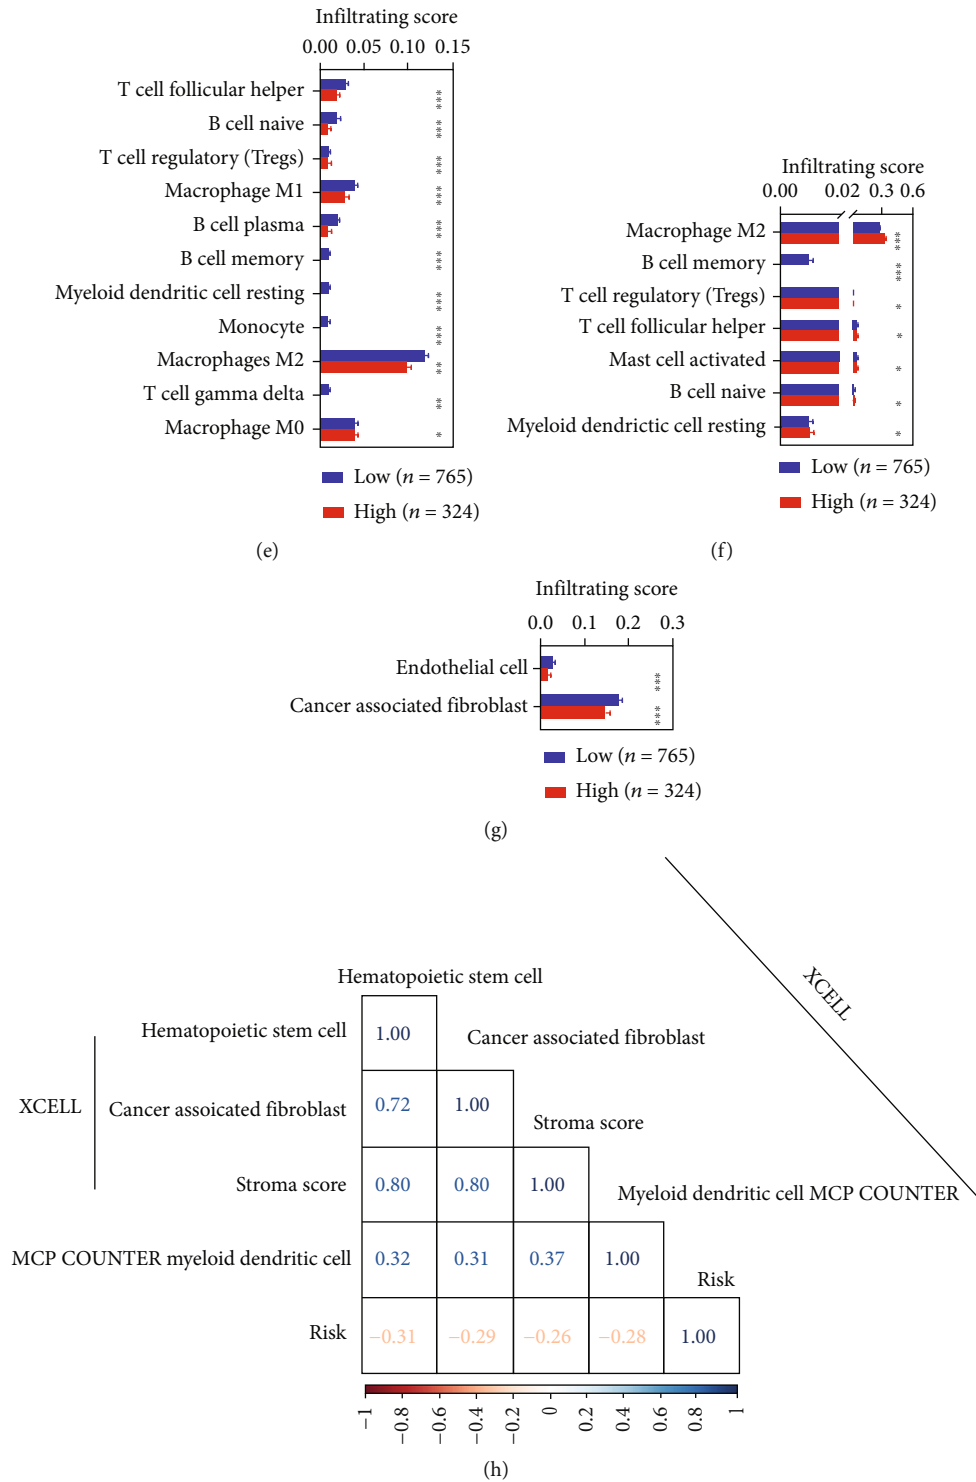 Infiltrating score
0.00 0.05 0.10 0.15
T cell follicular helper ***
B cell naive ***
T cell regulatory (Tregs) ***
Macrophage M1 ***
B cell plasma ***
B cell memory ***
Myeloid dendritic cell resting ***
Monocyte ***
Macrophages M2 **
T cell gamma delta **
Macrophage M0 *
Low (n = 765)
High (n = 324)
(e)
Infiltrating score
0.00 0.02 0.3 0.6
Macrophage M2 ***
B cell memory ***
T cell regulatory (Tregs) *
T cell follicular helper *
Mast cell activated *
B cell naive *
Myeloid dendrictic cell resting *
Low (n = 765)
High (n = 324)
(f)
Infiltrating score
0.0 0.1 0.2 0.3
Endothelial cell ***
Cancer associated fibroblast ***
Low (n = 765)
High (n = 324)
(g)
XCELL
Hematopoietic stem cell
Hematopoietic stem cell 1.00 Cancer associated fibroblast
XCELL
Cancer assoicated fibroblast 0.72 1.00
Stroma score
Stroma score 0.80 0.80 1.00
Myeloid dendritic cell MCP COUNTER
MCP COUNTER myeloid dendritic cell 0.32 0.31 0.37 1.00
Risk
Risk −0.31 −0.29 −0.26 −0.28 1.00
−1 −0.8 −0.6 −0.4 −0.2 0 0.2 0.4 0.6 0.8 1
(h)